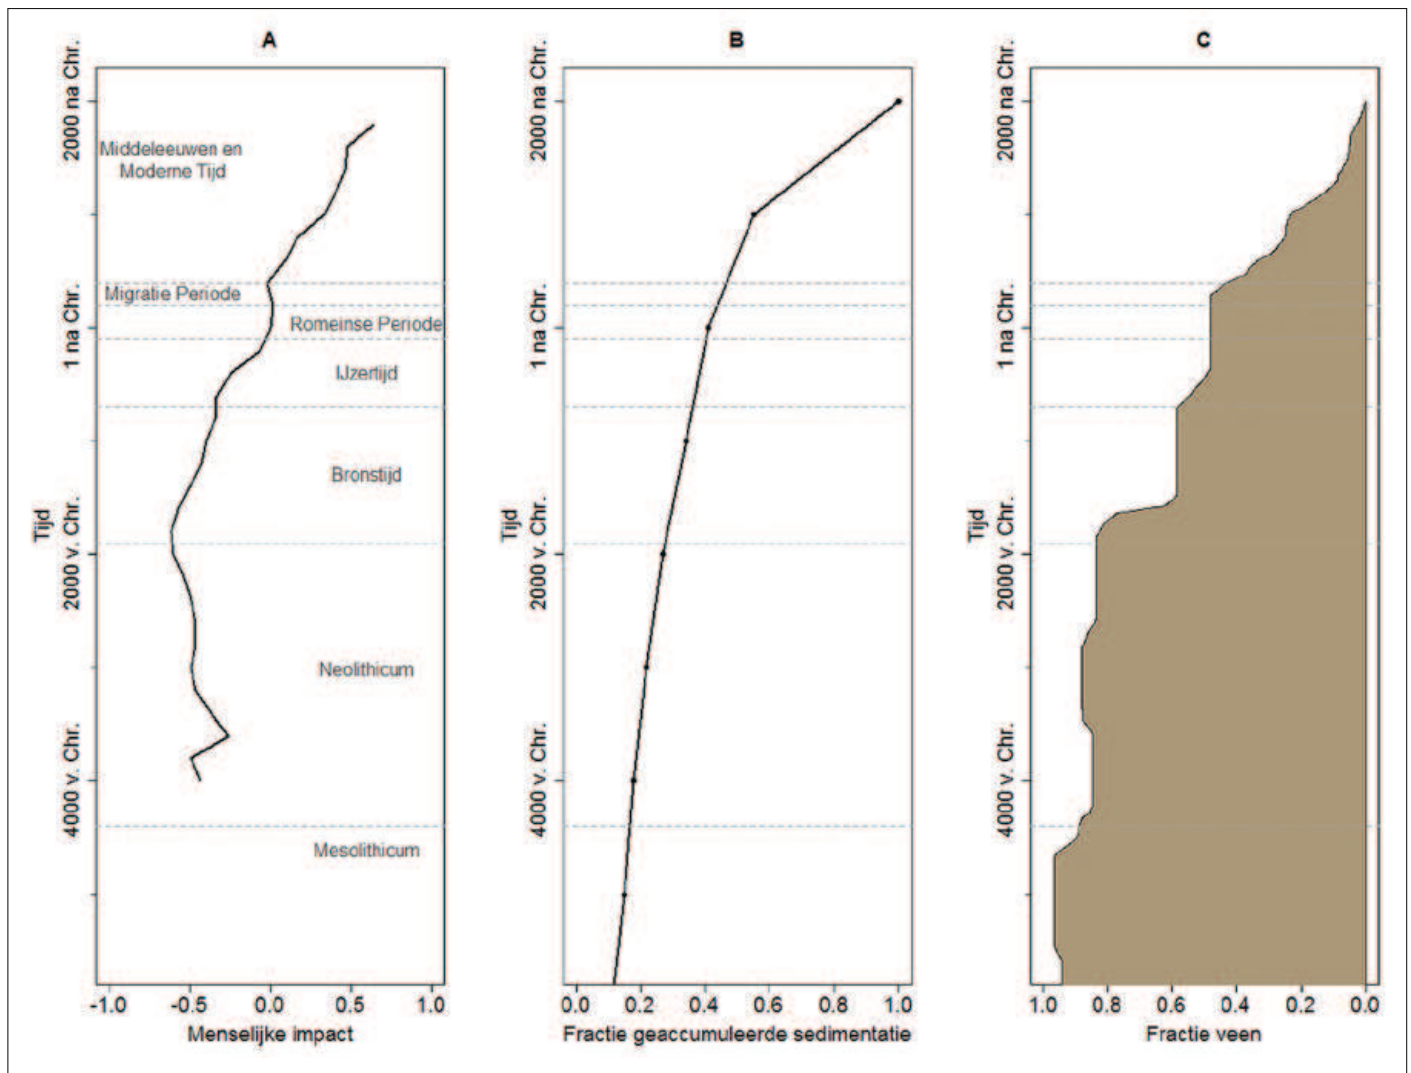 A
Tijd
2000 na Chr.
1 na Chr.
2000 v. Chr.
4000 v. Chr.
Middeleeuwen en
Moderne Tijd
Migratie Periode
Romeinse Periode
IJzertijd
Bronstijd
Neolithicum
Mesolithicum
-1.0 -0.5 0.0 0.5 1.0
Menselijke impact
B
Tijd
2000 na Chr.
1 na Chr.
2000 v. Chr.
4000 v. Chr.
0.0 0.2 0.4 0.6 0.8 1.0
Fractie geaccumuleerde sedimentatie
C
Tijd
2000 na Chr.
1 na Chr.
2000 v. Chr.
4000 v. Chr.
1.0 0.8 0.6 0.4 0.2 0.0
Fractie veen